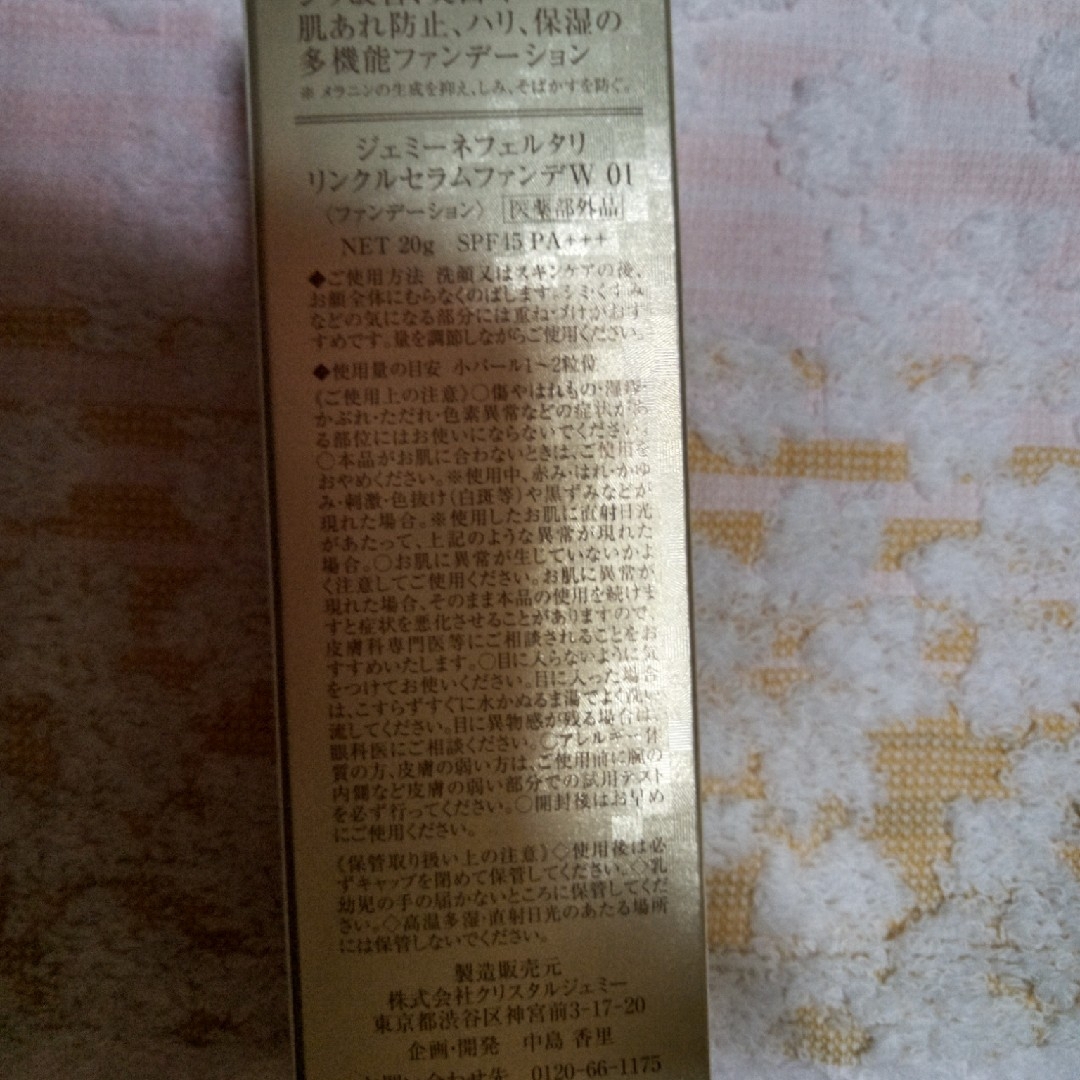 肌あれ防止、ハリ、保湿の
多機能ファンデーション
※メラニンの生成を抑え、しみ、そばかすを防ぐ。
ジェミーネフェルタリ
リンクルセラムファンデW 01
〈ファンデーション〉 医薬部外品
NET 20g SPF45 PA+++
◆ご使用方法 洗顔又はスキンケアの後、
お顔全体にむらなくのばします。シミ・くすみ
などの気になる部分には重ねづけがおす
すめです。量を調節しながらご使用ください。
◆使用量の目安 小パール1〜2粒位
《ご使用上の注意》○傷やはれもの・湿疹・
かぶれ・ただれ・色素異常などの症状があ
る部位にはお使いにならないでください。
○本品がお肌に合わないときは、ご使用を
おやめください。※使用中、赤み・はれ・かゆ
み・刺激・色抜け(白斑等)や黒ずみなどが
現れた場合。※使用したお肌に直射日光
があたって、上記のような異常が現れた
場合。○お肌に異常が生じていないかよ
く注意してご使用ください。お肌に異常が
現れた場合、そのまま本品の使用を続けま
すと症状を悪化させることがありますので、
皮膚科専門医等にご相談されることをお
すすめいたします。○目に入らないように気
をつけてお使いください。目に入った場合
は、こすらずすぐに水かぬるま湯でよく洗い
流してください。目に異物感が残る場合は、
眼科医にご相談ください。○アレルギー体
質の方、皮膚の弱い方は、ご使用前に腕の
内側など皮膚の弱い部分での試用テスト
を必ず行ってください。○開封後はお早め
にご使用ください。
《保管取り扱い上の注意》◇使用後は必
ずキャップを閉めて保管してください。◇乳
幼児の手の届かないところに保管してくだ
さい。◇高温多湿・直射日光のあたる場所
には保管しないでください。
製造販売元
株式会社クリスタルジェミー
東京都渋谷区神宮前3-17-20
企画・開発 中島 香里
お問い合わせ先 0120-66-1175